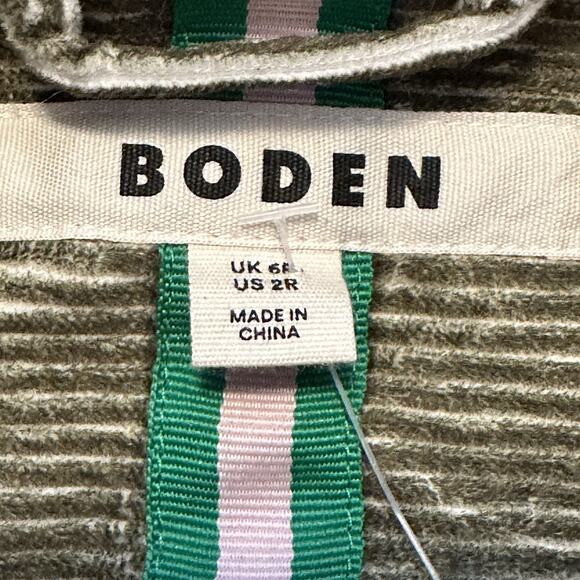 BODEN
UK 6R
US 2R
MADE IN
CHINA